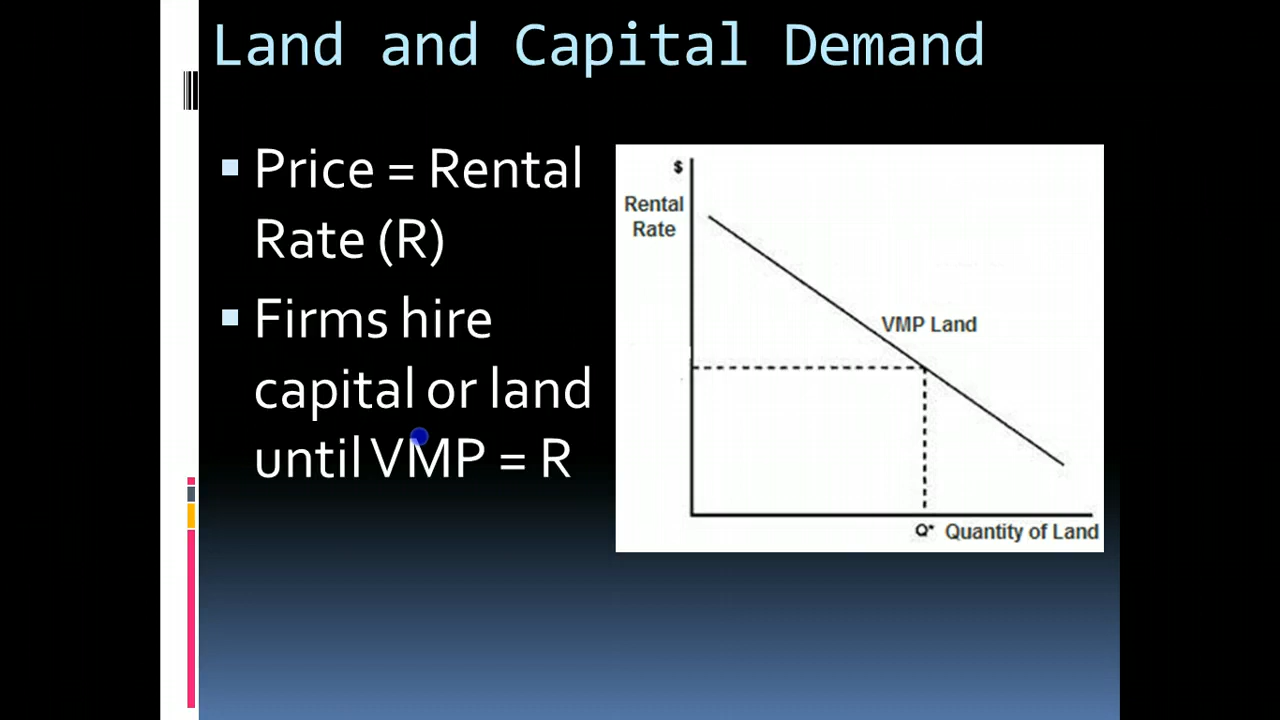 Land and Capital Demand
Price = Rental
Rate (R)
Firms hire
capital or land
until VMP = R
$
Rental
Rate
VMP Land
Q* Quantity of Land